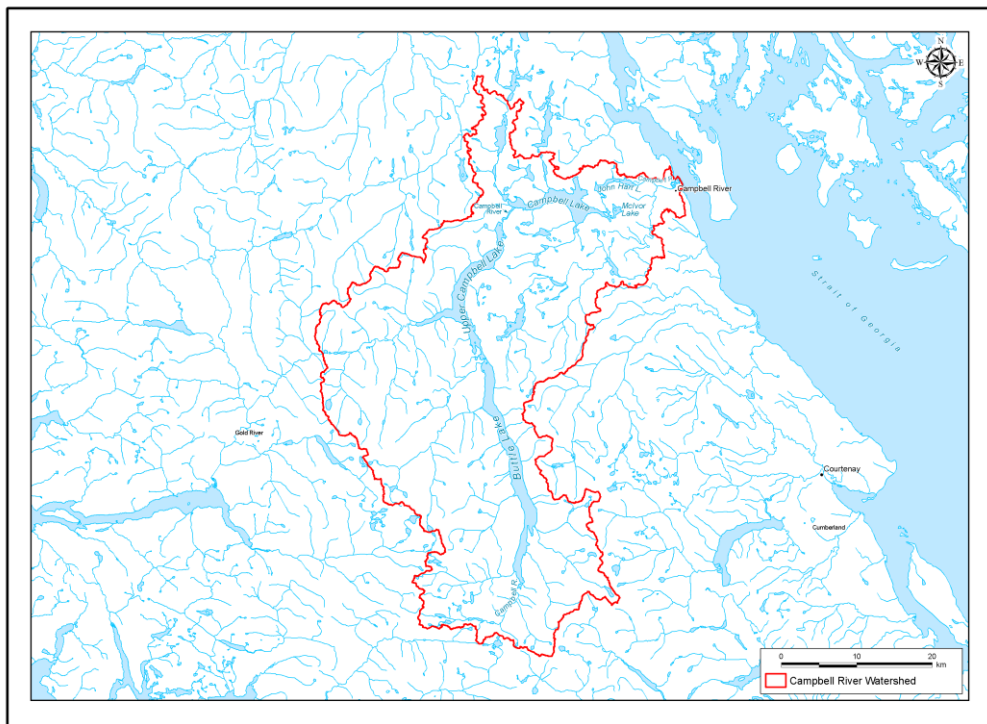 N
W E
S
Campbell R
Campbell River
John Hart L.
Campbell
River
Campbell Lake
McIvor
Lake
Upper Campbell Lake
Strait of Georgia
Buttle Lake
Gold River
Courtenay
Cumberland
Campbell R.
0 10 20
km
Campbell River Watershed